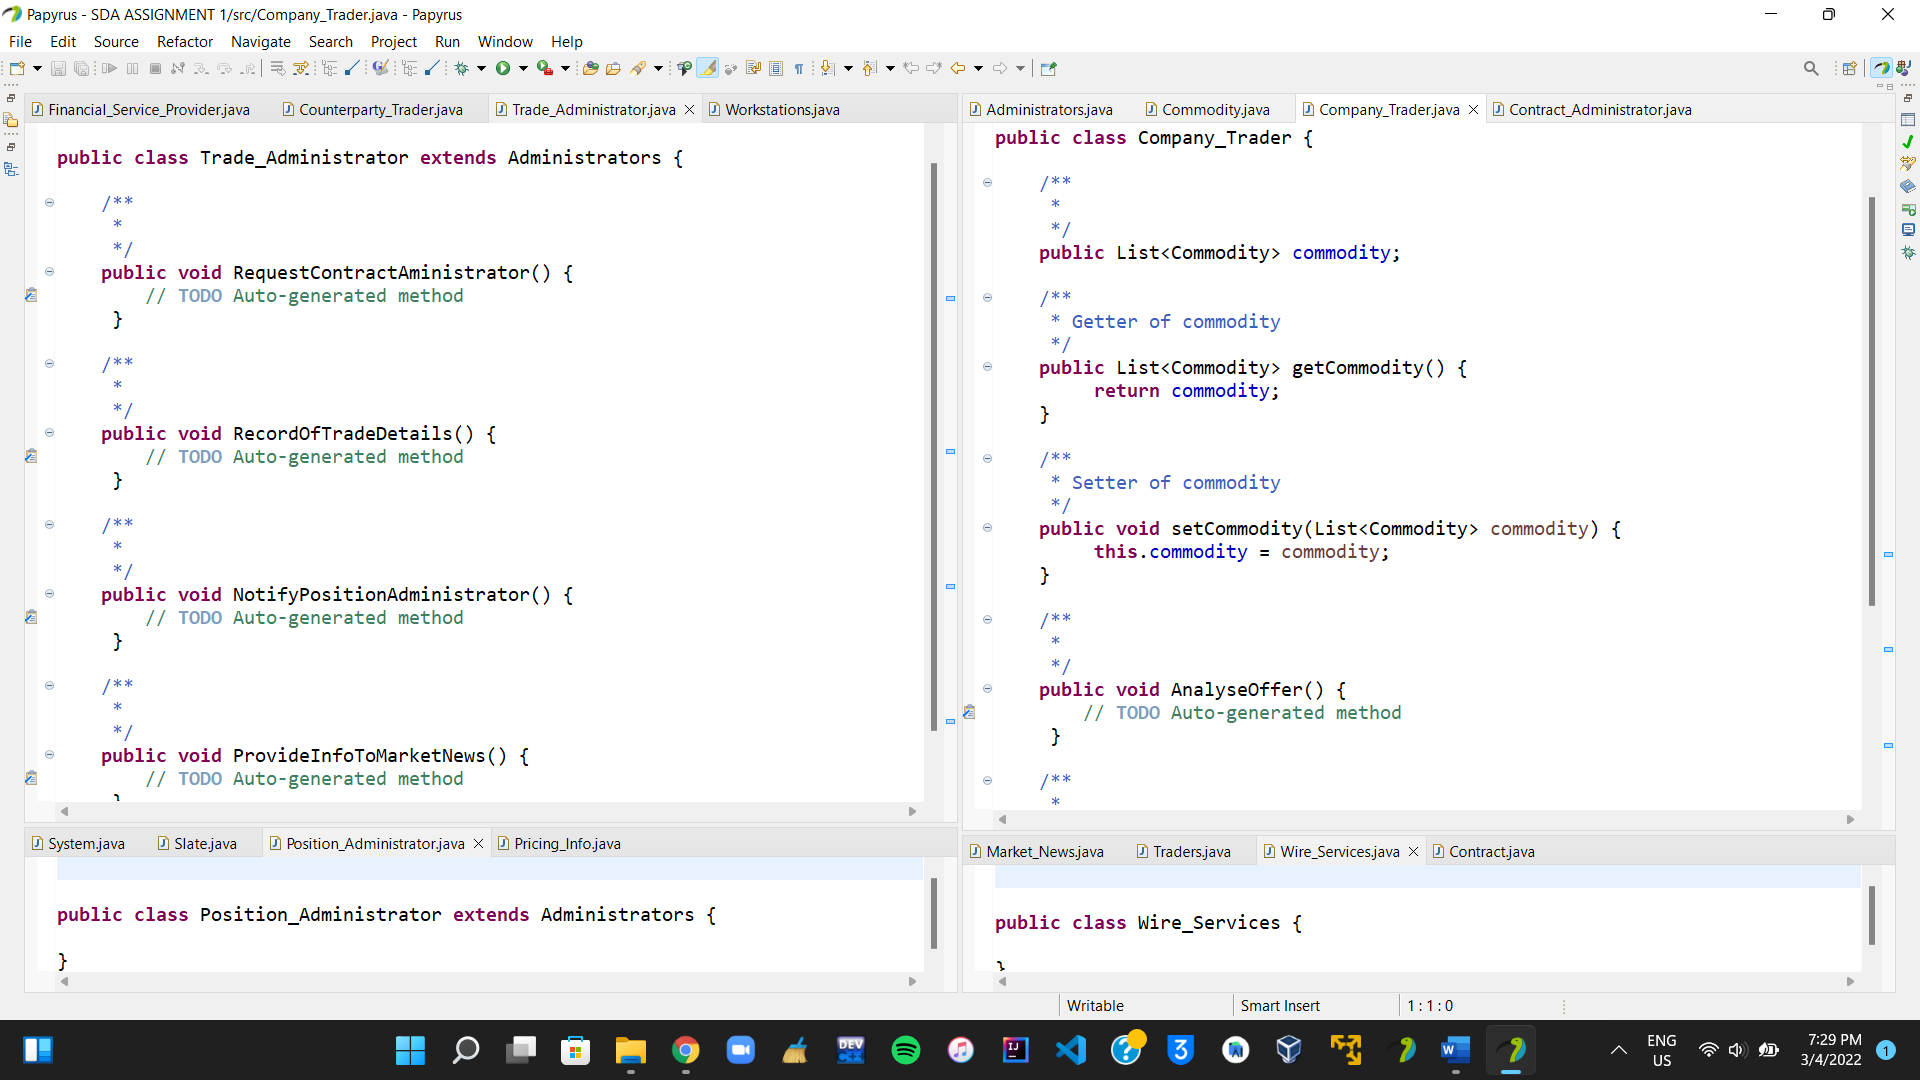 Papyrus - SDA ASSIGNMENT 1/src/Company_Trader.java - Papyrus
File Edit Source Refactor Navigate Search Project Run Window Help
Financial_Service_Provider.java Counterparty_Trader.java Trade_Administrator.java Workstations.java
public class Trade_Administrator extends Administrators {
/**
*
*/
public void RequestContractAministrator() {
// TODO Auto-generated method
}
/**
*
*/
public void RecordOfTradeDetails() {
// TODO Auto-generated method
}
/**
*
*/
public void NotifyPositionAdministrator() {
// TODO Auto-generated method
}
/**
*
*/
public void ProvideInfoToMarketNews() {
// TODO Auto-generated method
}
Administrators.java Commodity.java Company_Trader.java Contract_Administrator.java
public class Company_Trader {
/**
*
*/
public List<Commodity> commodity;
/**
* Getter of commodity
*/
public List<Commodity> getCommodity() {
return commodity;
}
/**
* Setter of commodity
*/
public void setCommodity(List<Commodity> commodity) {
this.commodity = commodity;
}
/**
*
*/
public void AnalyseOffer() {
// TODO Auto-generated method
}
/**
*
System.java Slate.java Position_Administrator.java Pricing_Info.java
public class Position_Administrator extends Administrators {
}
Market_News.java Traders.java Wire_Services.java Contract.java
public class Wire_Services {
}
Writable Smart Insert 1 : 1 : 0
DEV C++
IJ
3
W
ENG
US
7:29 PM
3/4/2022
1